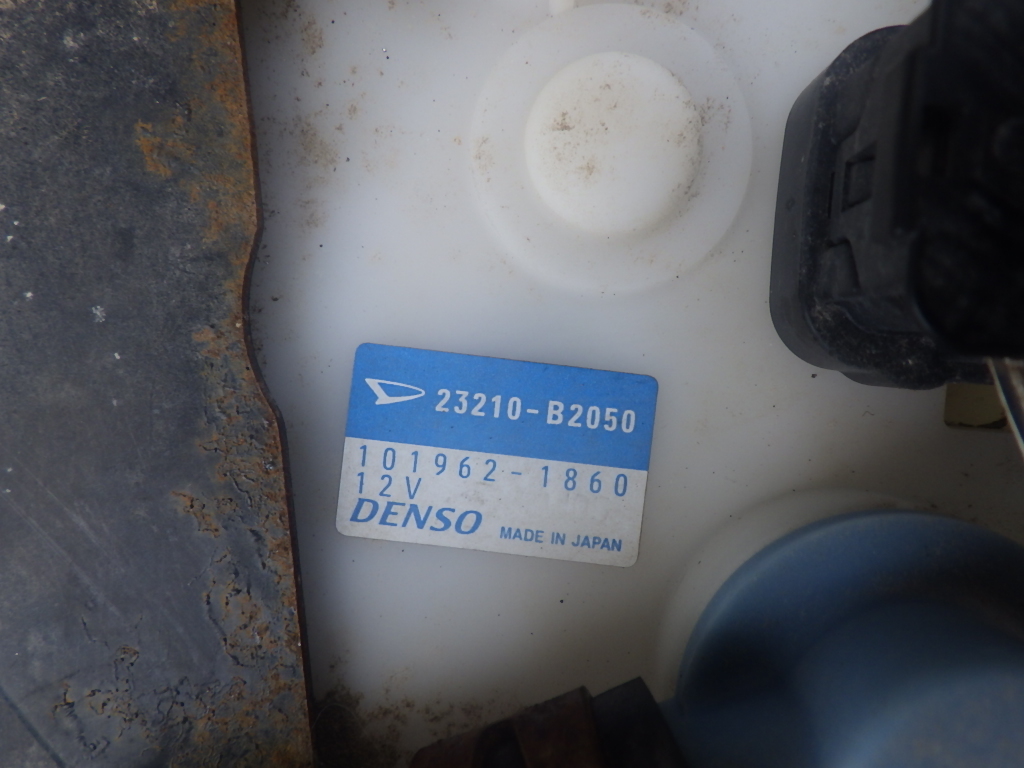 23210-B2050
101962-1860
12V
DENSO MADE IN JAPAN